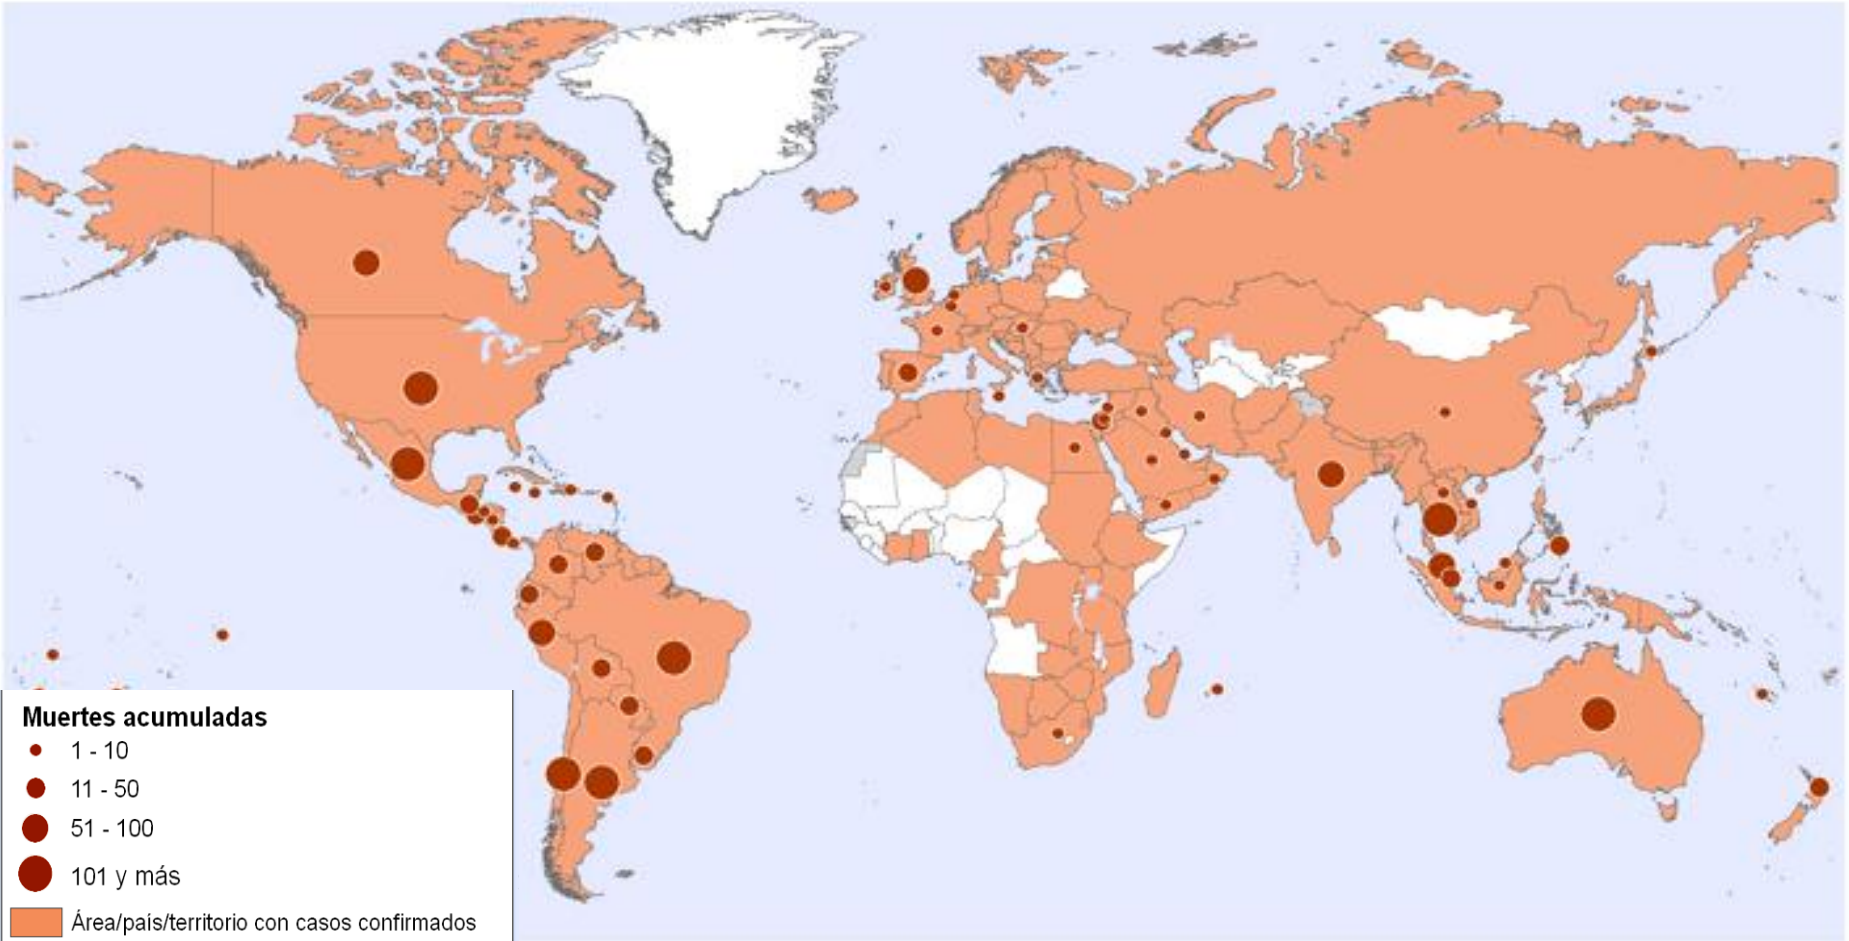 Muertes acumuladas
1 - 10
11 - 50
51 - 100
101 y más
Área/país/territorio con casos confirmados